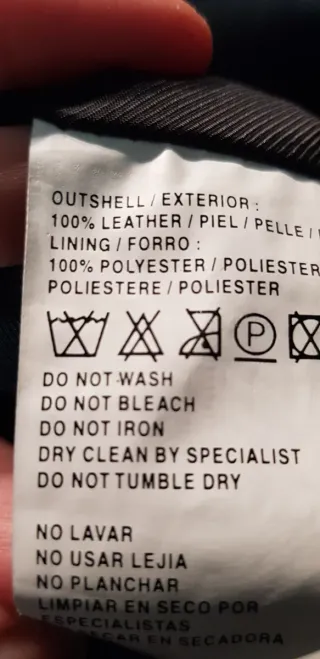 OUTSHELL / EXTERIOR :
100% LEATHER / PIEL / PELLE /
LINING / FORRO :
100% POLYESTER / POLIESTER
POLIESTERE / POLIESTER
P
DO NOT WASH
DO NOT BLEACH
DO NOT IRON
DRY CLEAN BY SPECIALIST
DO NOT TUMBLE DRY
NO LAVAR
NO USAR LEJIA
NO PLANCHAR
LIMPIAR EN SECO POR
ESPECIALISTAS
EN SECADORA